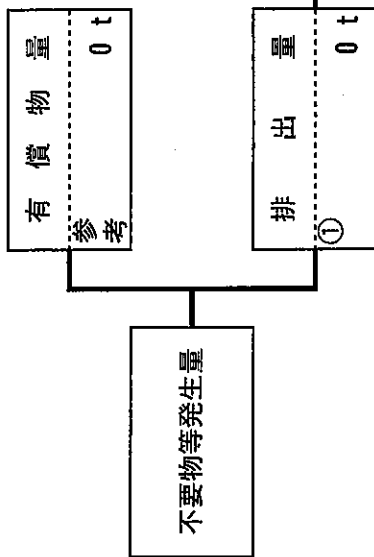 不要物等発生量
有償物量
参考
0 t
排出量
①
0 t